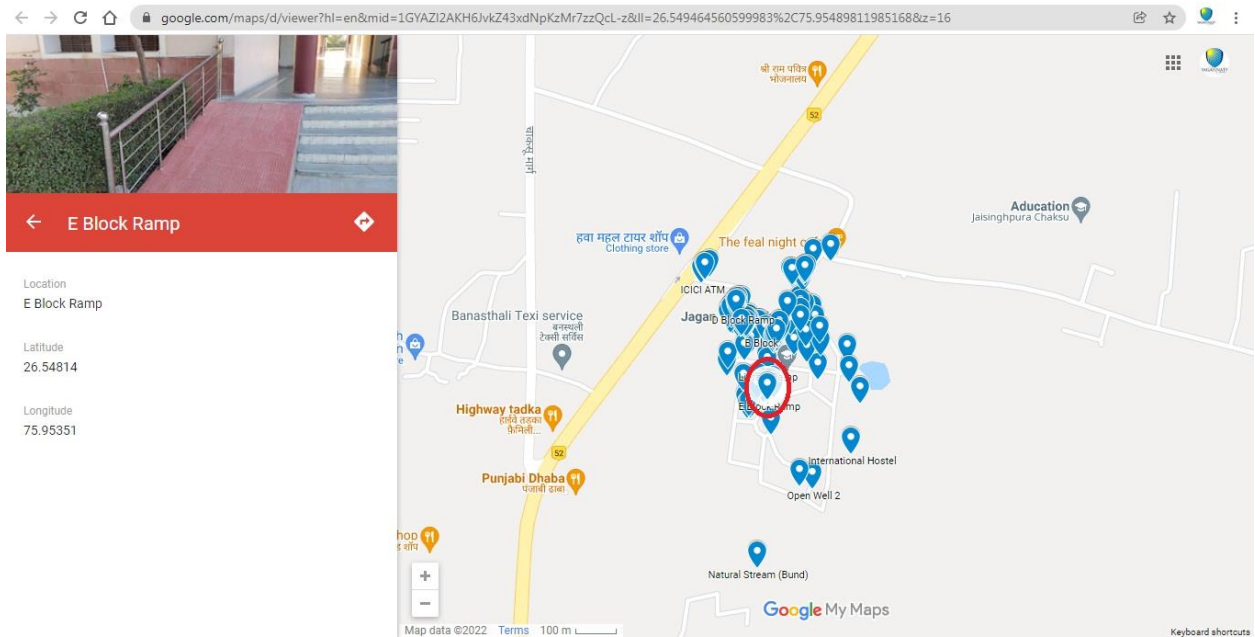 google.com/maps/d/viewer?hl=en&mid=1GYAZI2AKH6JvkZ43xdNpKzMr7zzQcL-z&ll=26.549464560599983%2C75.95489811985168&z=16
E Block Ramp
Location
E Block Ramp
Latitude
26.54814
Longitude
75.95351
श्री राम पवित्र
भोजनालय
52
चाकसू मार्ग
Aducation
Jaisinghpura Chaksu
हवा महल टायर शॉप
Clothing store
The feal night
ICICI ATM
Banasthali Texi service
बनस्थली
टैक्सी सर्विस
D Block Ramp
B Block
E Block Ramp
Highway tadka
हाईवे तड़का
फ़ैमिली...
52
International Hostel
Punjabi Dhaba
पंजाबी ढाबा
Open Well 2
Natural Stream (Bund)
+
−
Google My Maps
Map data ©2022 Terms 100 m
Keyboard shortcuts